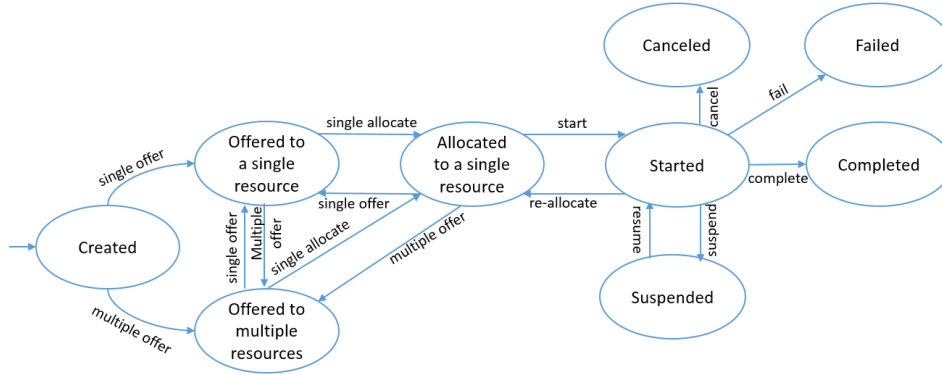 Canceled
Failed
cancel
fail
single allocate
start
Offered to
a single
resource
Allocated
to a single
resource
Started
Completed
complete
single offer
single offer
re-allocate
single offer
Multiple
offer
single allocate
multiple offer
resume
suspend
Created
multiple offer
Offered to
multiple
resources
Suspended